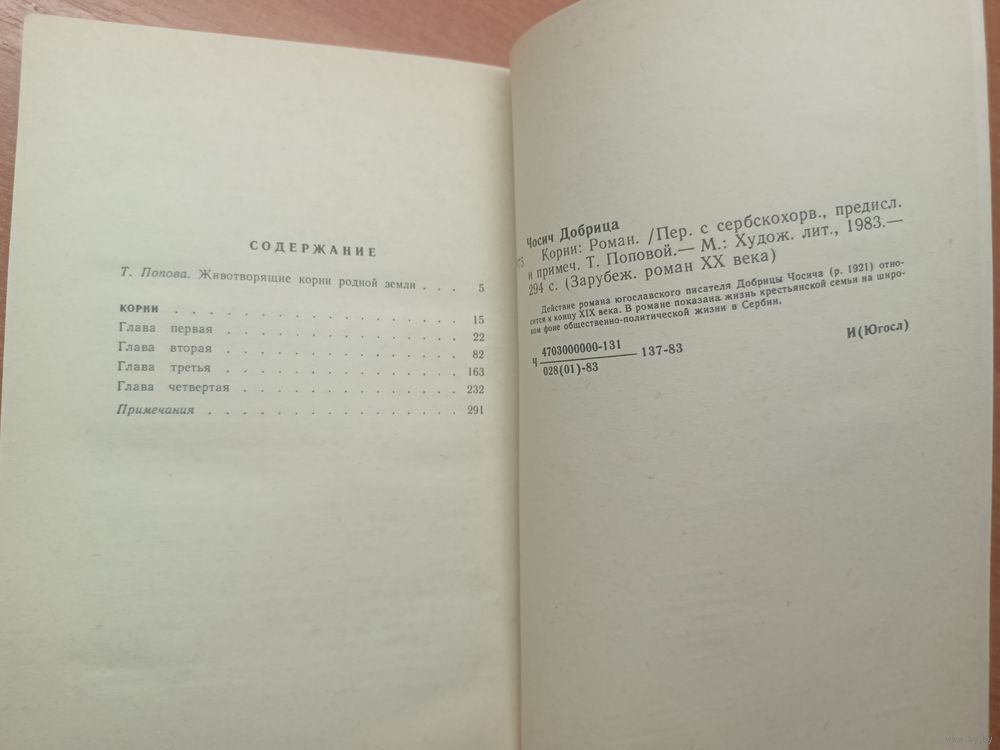 СОДЕРЖАНИЕ
Т. Попова. Животворящие корни родной земли . . . 5
КОРНИ . . . . . . . . . . . . . . . . . 15
Глава первая . . . . . . . . . . . . . . 22
Глава вторая . . . . . . . . . . . . . . 82
Глава третья . . . . . . . . . . . . . . 163
Глава четвертая . . . . . . . . . . . . . 232
Примечания . . . . . . . . . . . . . . 291
Чосич Добрица
Корни: Роман. /Пер. с сербскохорв., предисл.
и примеч. Т. Поповой.— М.: Худож. лит., 1983.—
294 с. (Зарубеж. роман XX века)
Действие романа югославского писателя Добрицы Чосича (р. 1921) отно-
сится к концу XIX века. В романе показана жизнь крестьянской семьи на широ-
ком фоне общественно-политической жизни в Сербии.
Ч 4703000000-131
028(01)-83 137-83
И(Югосл)